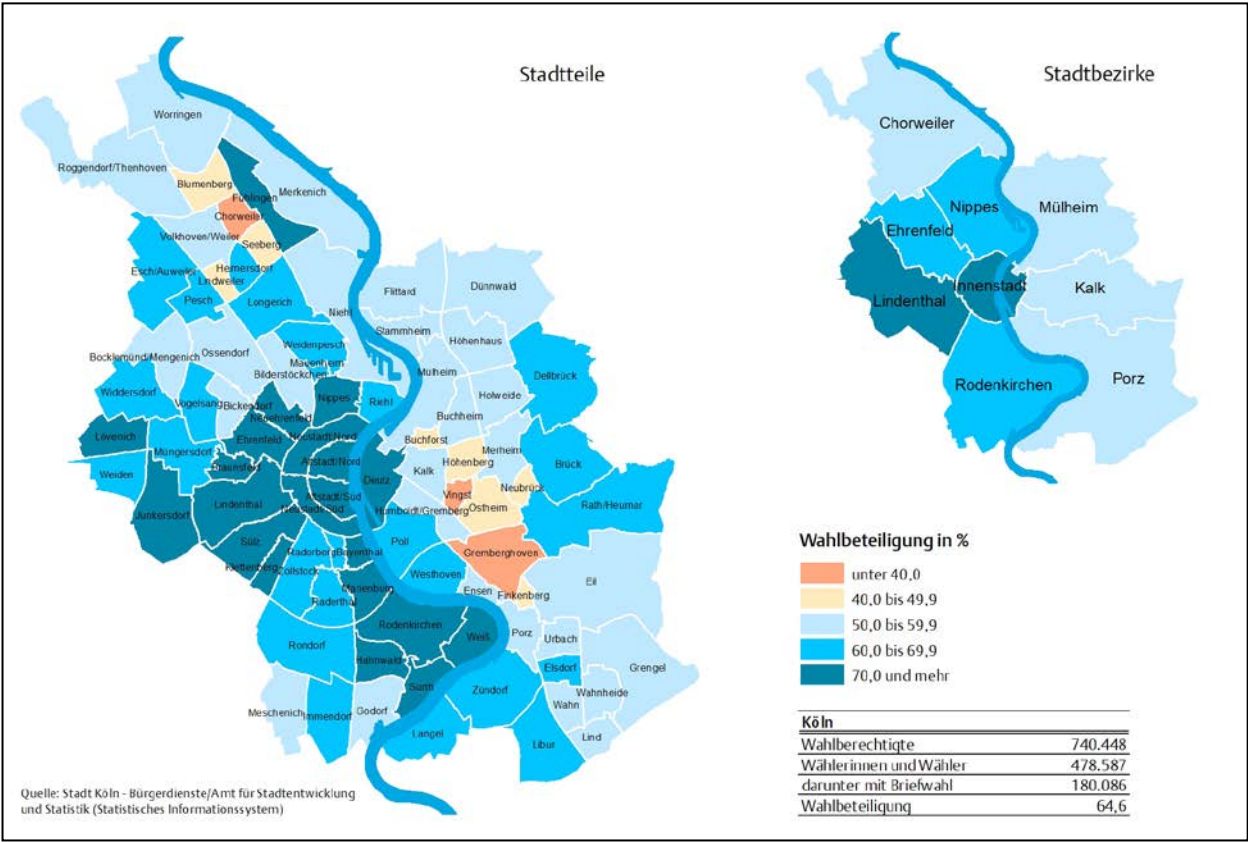 Stadtteile
Worringen
Roggendorf/Thenhoven
Blumenberg
Fühlingen
Merkenich
Chorweiler
Volkhoven/Weiler
Seeberg
Esch/Auweiler
Heimersdorf
Lindweiler
Pesch
Longerich
Niehl
Flittard
Dünnwald
Stammheim
Höhenhaus
Weidenpesch
Mauenheim
Bocklemünd/Mengenich
Ossendorf
Bilderstöckchen
Mülheim
Dellbrück
Widdersdorf
Vogelsang
Bickendorf
Nippes
Riehl
Holweide
Neuehrenfeld
Buchheim
Lövenich
Ehrenfeld
Neustadt/Nord
Buchforst
Müngersdorf
Höhenberg
Merheim
Brück
Braunsfeld
Altstadt/Nord
Weiden
Kalk
Deutz
Neubrück
Vingst
Lindenthal
Altstadt/Süd
Neustadt/Süd
Humboldt/Gremberg
Ostheim
Rath/Heumar
Junkersdorf
Sülz
Poll
Raderberg
Bayenthal
Gremberghoven
Klettenberg
Zollstock
Westhoven
Eil
Marienburg
Ensen
Finkenberg
Raderthal
Rodenkirchen
Weiß
Porz
Urbach
Rondorf
Hahnwald
Elsdorf
Grengel
Sürth
Zündorf
Wahnheide
Wahn
Meschenich
Immendorf
Godorf
Langel
Libur
Lind
Stadtbezirke
Chorweiler
Nippes
Mülheim
Ehrenfeld
Innenstadt
Kalk
Lindenthal
Rodenkirchen
Porz
Wahlbeteiligung in %
unter 40,0
40,0 bis 49,9
50,0 bis 59,9
60,0 bis 69,9
70,0 und mehr
Köln
Wahlberechtigte 740.448
Wählerinnen und Wähler 478.587
darunter mit Briefwahl 180.086
Wahlbeteiligung 64,6
Quelle: Stadt Köln - Bürgerdienste/Amt für Stadtentwicklung
und Statistik (Statistisches Informationssystem)